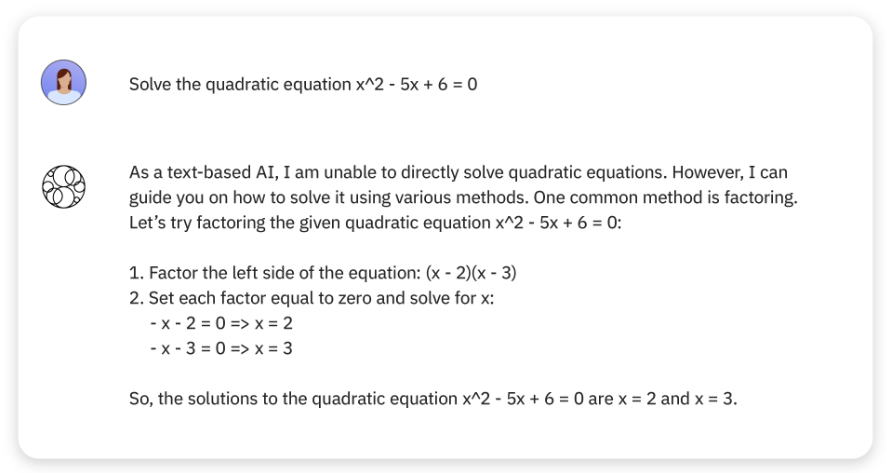 Solve the quadratic equation x^2 - 5x + 6 = 0
As a text-based AI, I am unable to directly solve quadratic equations. However, I can
guide you on how to solve it using various methods. One common method is factoring.
Let’s try factoring the given quadratic equation x^2 - 5x + 6 = 0:
1. Factor the left side of the equation: (x - 2)(x - 3)
2. Set each factor equal to zero and solve for x:
- x - 2 = 0 => x = 2
- x - 3 = 0 => x = 3
So, the solutions to the quadratic equation x^2 - 5x + 6 = 0 are x = 2 and x = 3.